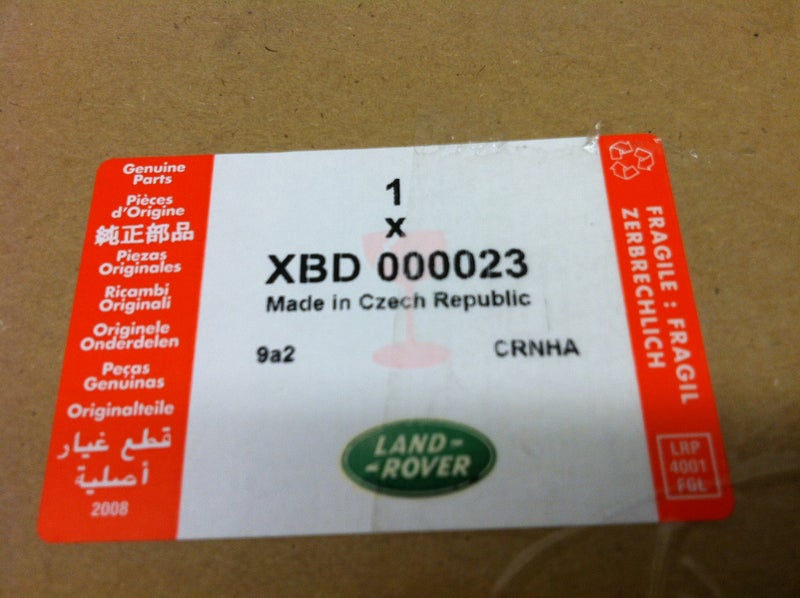 Genuine
Parts
Pièces
d'Origine
純正部品
Piezas
Originales
Ricambi
Originali
Originele
Onderdelen
Peças
Genuinas
Originalteile
قطع غيار
أصلية
2008
1
x
XBD 000023
Made in Czech Republic
9a2
CRNHA
LAND-
-ROVER
FRAGILE : FRAGIL
ZERBRECHLICH
LRP
4001
FGL